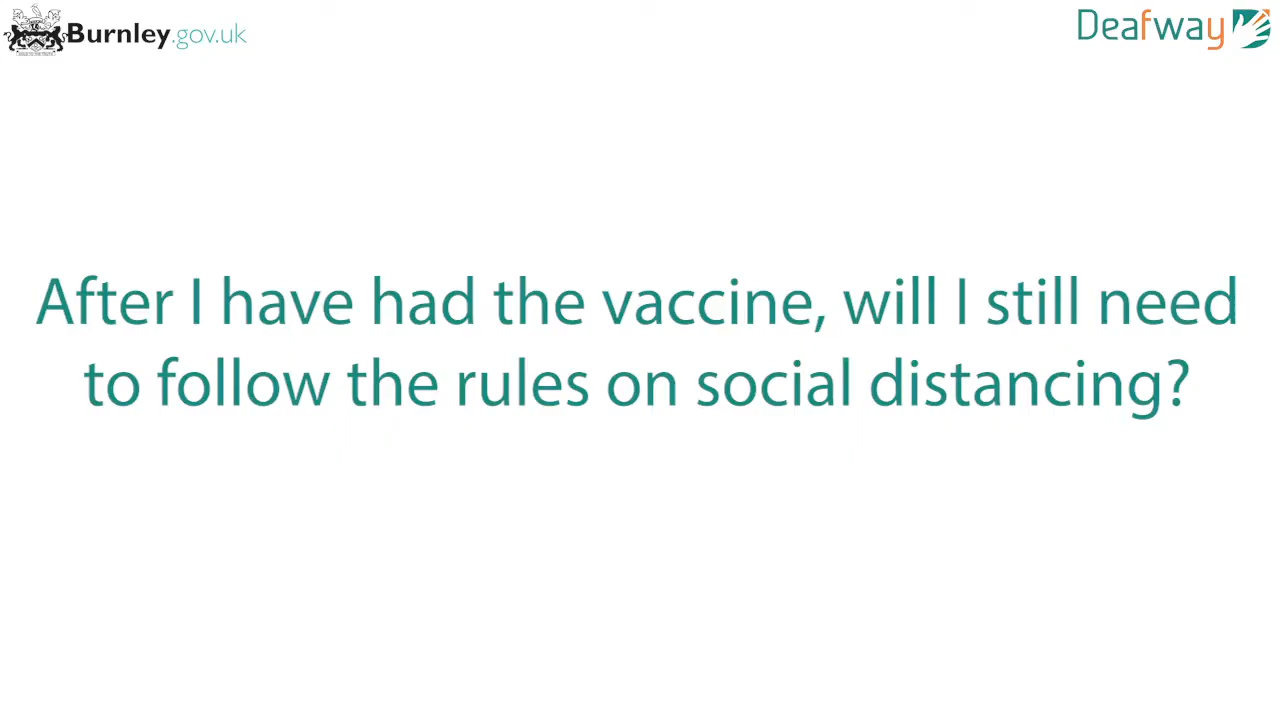 Burnley.gov.uk
Deafway
After I have had the vaccine, will I still need
to follow the rules on social distancing?